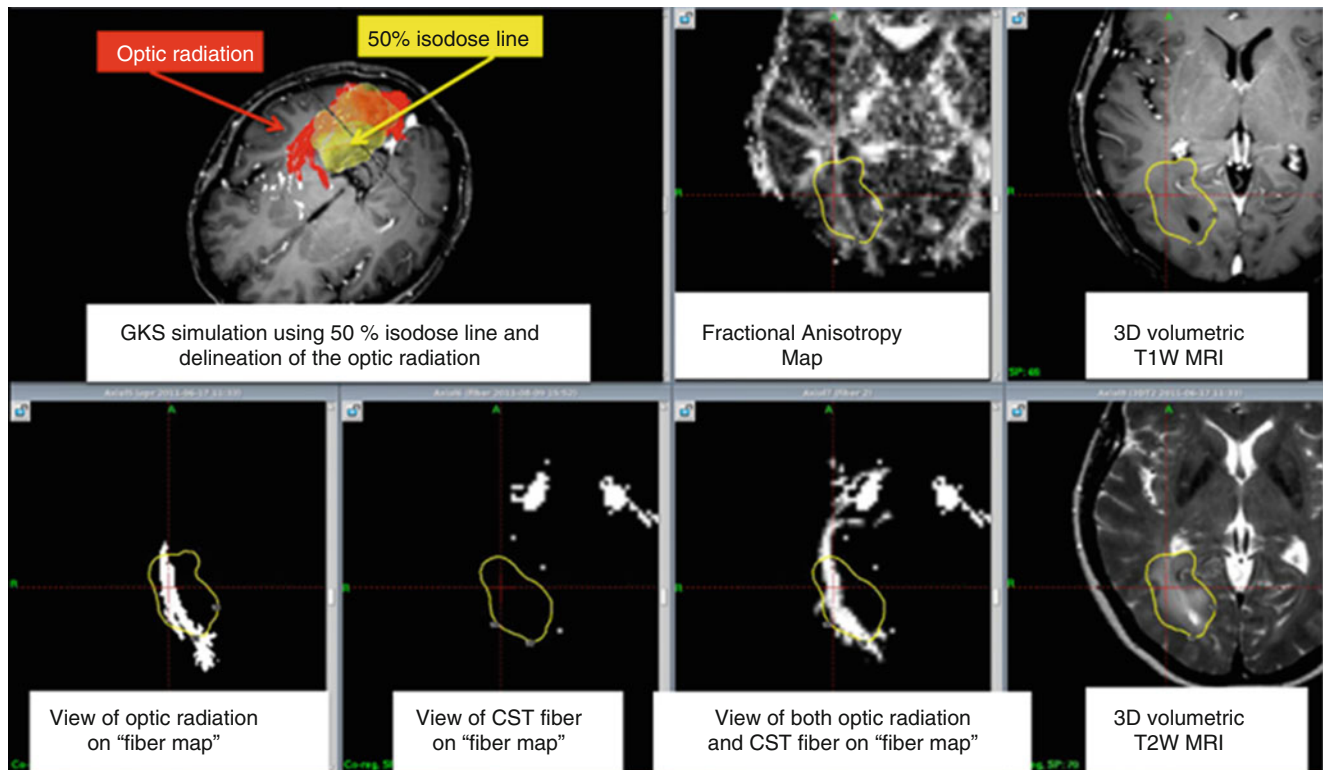 Optic radiation
50% isodose line
GKS simulation using 50 % isodose line and
delineation of the optic radiation
A
R
Fractional Anisotropy
Map
A
R
3D volumetric
T1W MRI
A
R
View of optic radiation
on “fiber map”
A
R
View of CST fiber
on “fiber map”
A
R
View of both optic radiation
and CST fiber on “fiber map”
A
R
3D volumetric
T2W MRI